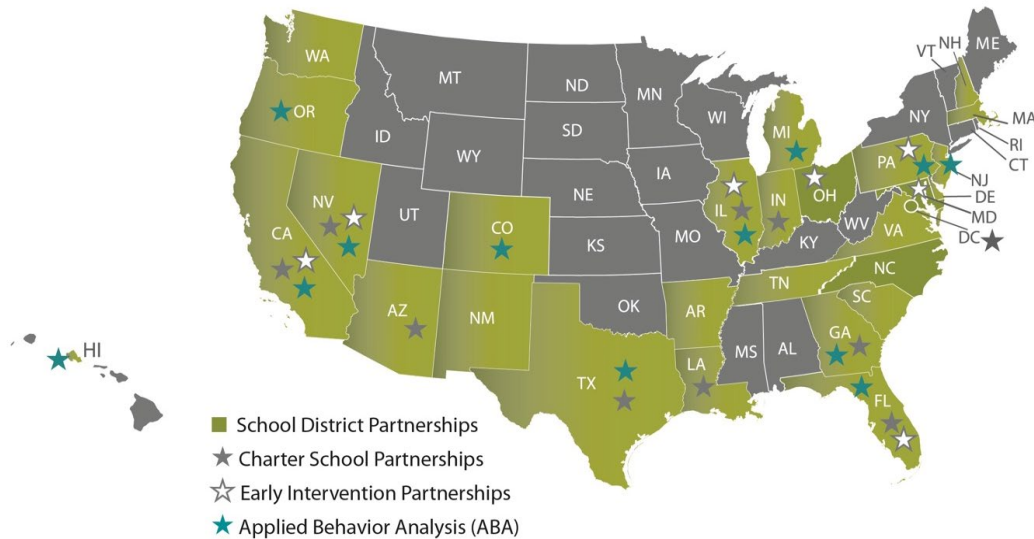 WA
MT
ND
MN
VT
NH
ME
OR
ID
WY
SD
WI
MI
NY
MA
RI
CT
NV
UT
CO
NE
IA
IL
IN
OH
PA
NJ
DE
MD
DC
CA
KS
MO
KY
WV
VA
AZ
NM
OK
AR
TN
NC
SC
HI
TX
LA
MS
AL
GA
FL
School District Partnerships
Charter School Partnerships
Early Intervention Partnerships
Applied Behavior Analysis (ABA)